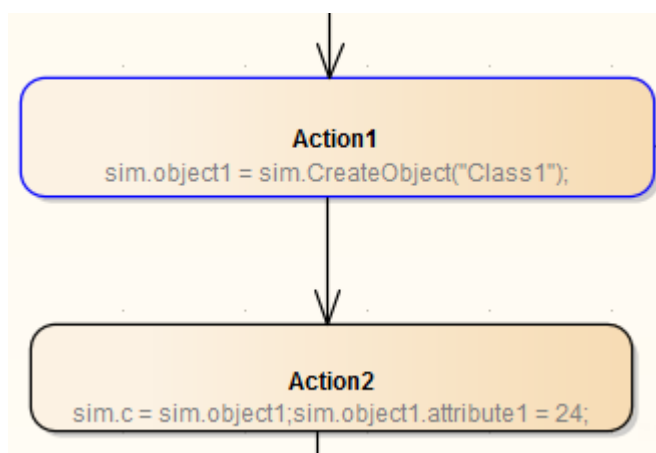 Action1
sim.object1 = sim.CreateObject("Class1");
Action2
sim.c = sim.object1;sim.object1.attribute1 = 24;